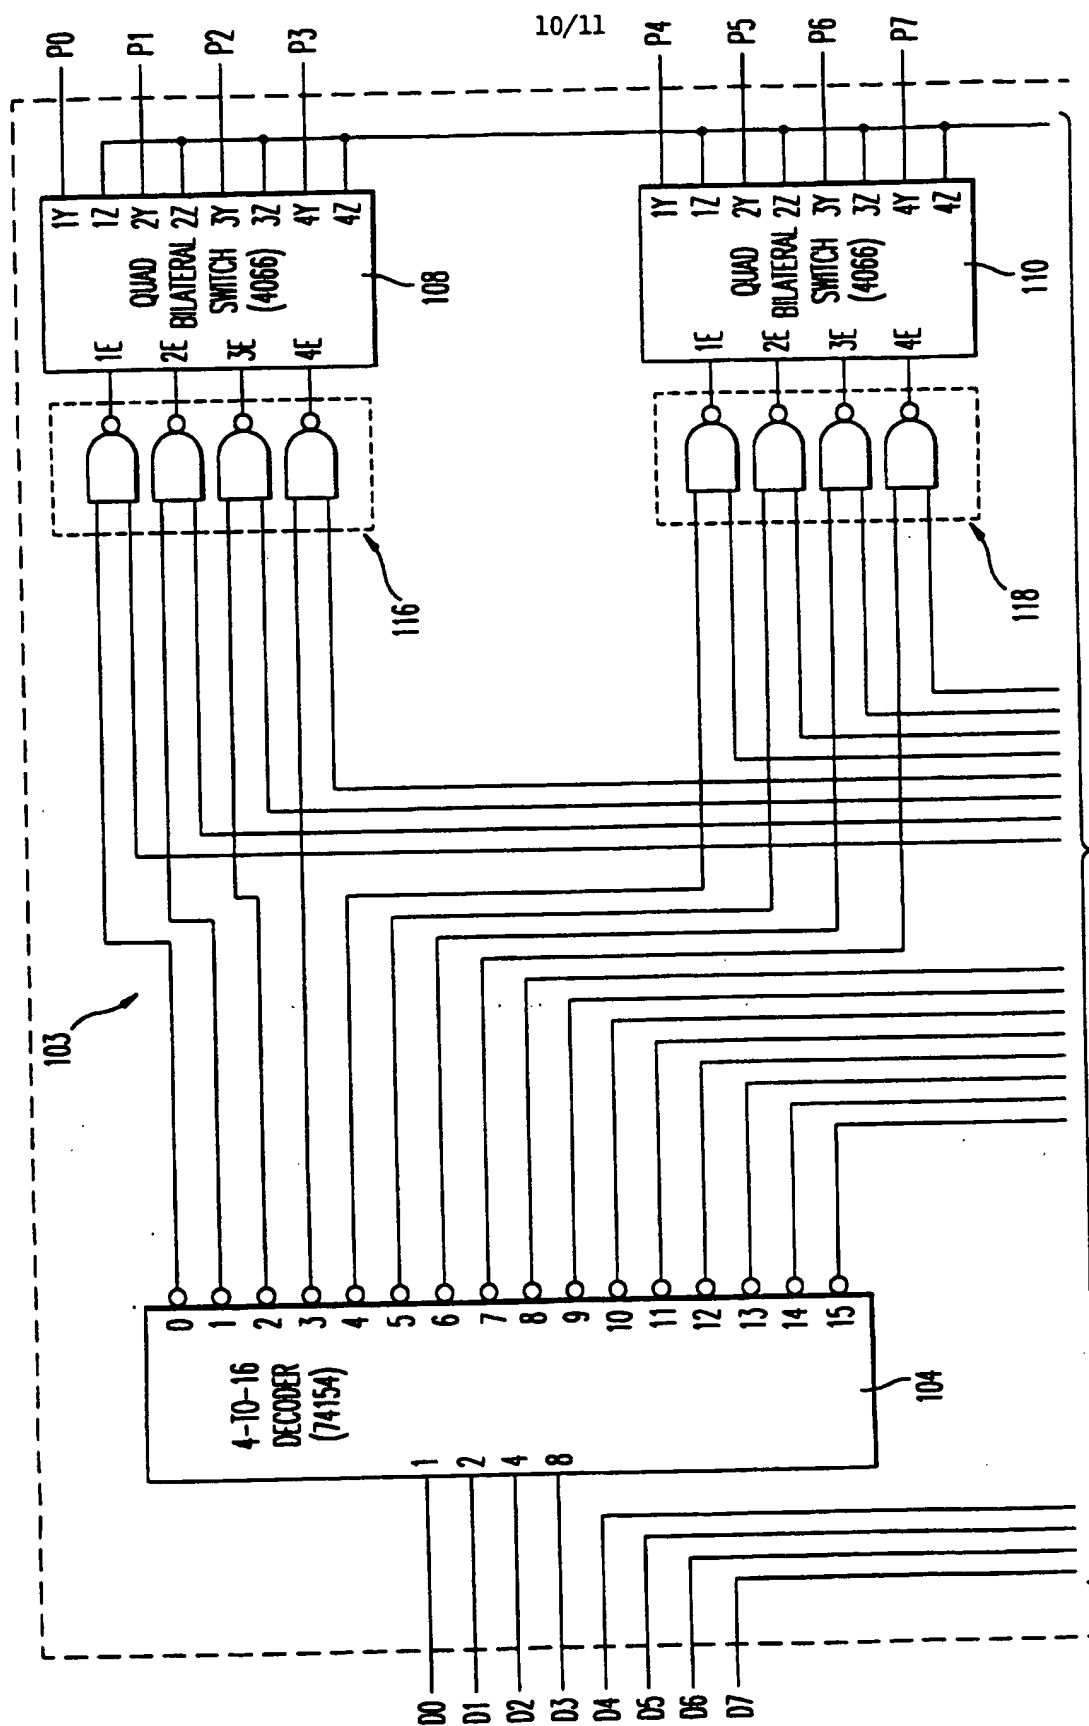 10/11
P0
P1
P2
P3
P4
P5
P6
P7
1Y
1Z
2Y
2Z
3Y
3Z
4Y
4Z
QUAD
BILATERAL
SWITCH
(4066)
108
1E
2E
3E
4E
116
1Y
1Z
2Y
2Z
3Y
3Z
4Y
4Z
QUAD
BILATERAL
SWITCH
(4066)
110
1E
2E
3E
4E
118
103
0
1
2
3
4
5
6
7
8
9
10
11
12
13
14
15
4-TO-16
DECODER
(74154)
104
1
2
4
8
D0
D1
D2
D3
D4
D5
D6
D7